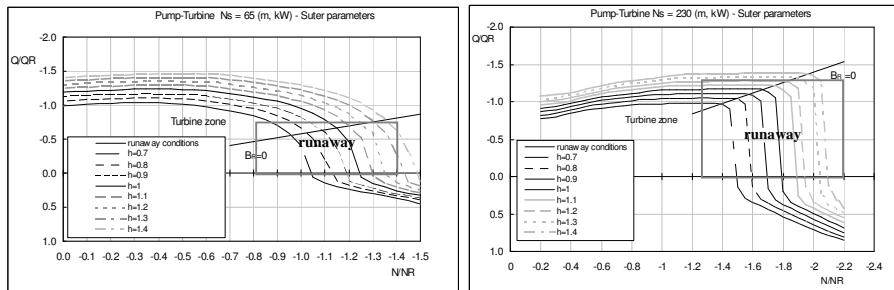 Pump-Turbine Ns = 65 (m, kW) - Suter parameters
Q/QR
-2.0
-1.5
-1.0
-0.5
0.0
0.5
1.0
Turbine zone
runaway
BR=0
runaway conditions
h=0.7
h=0.8
h=0.9
h=1
h=1.1
h=1.2
h=1.3
h=1.4
0.0 -0.1 -0.2 -0.3 -0.4 -0.5 -0.6 -0.7 -0.8 -0.9 -1.0 -1.1 -1.2 -1.3 -1.4 -1.5
N/NR
Pump-Turbine Ns = 230 (m, kW) - Suter parameters
Q/QR
-2.0
-1.5
-1.0
-0.5
0.0
0.5
1.0
BR=0
Turbine zone
runaway
runaway conditions
h=0.7
h=0.8
h=0.9
h=1
h=1.1
h=1.2
h=1.3
h=1.4
0 -0.2 -0.4 -0.6 -0.8 -1 -1.2 -1.4 -1.6 -1.8 -2 -2.2 -2.4
N/NR